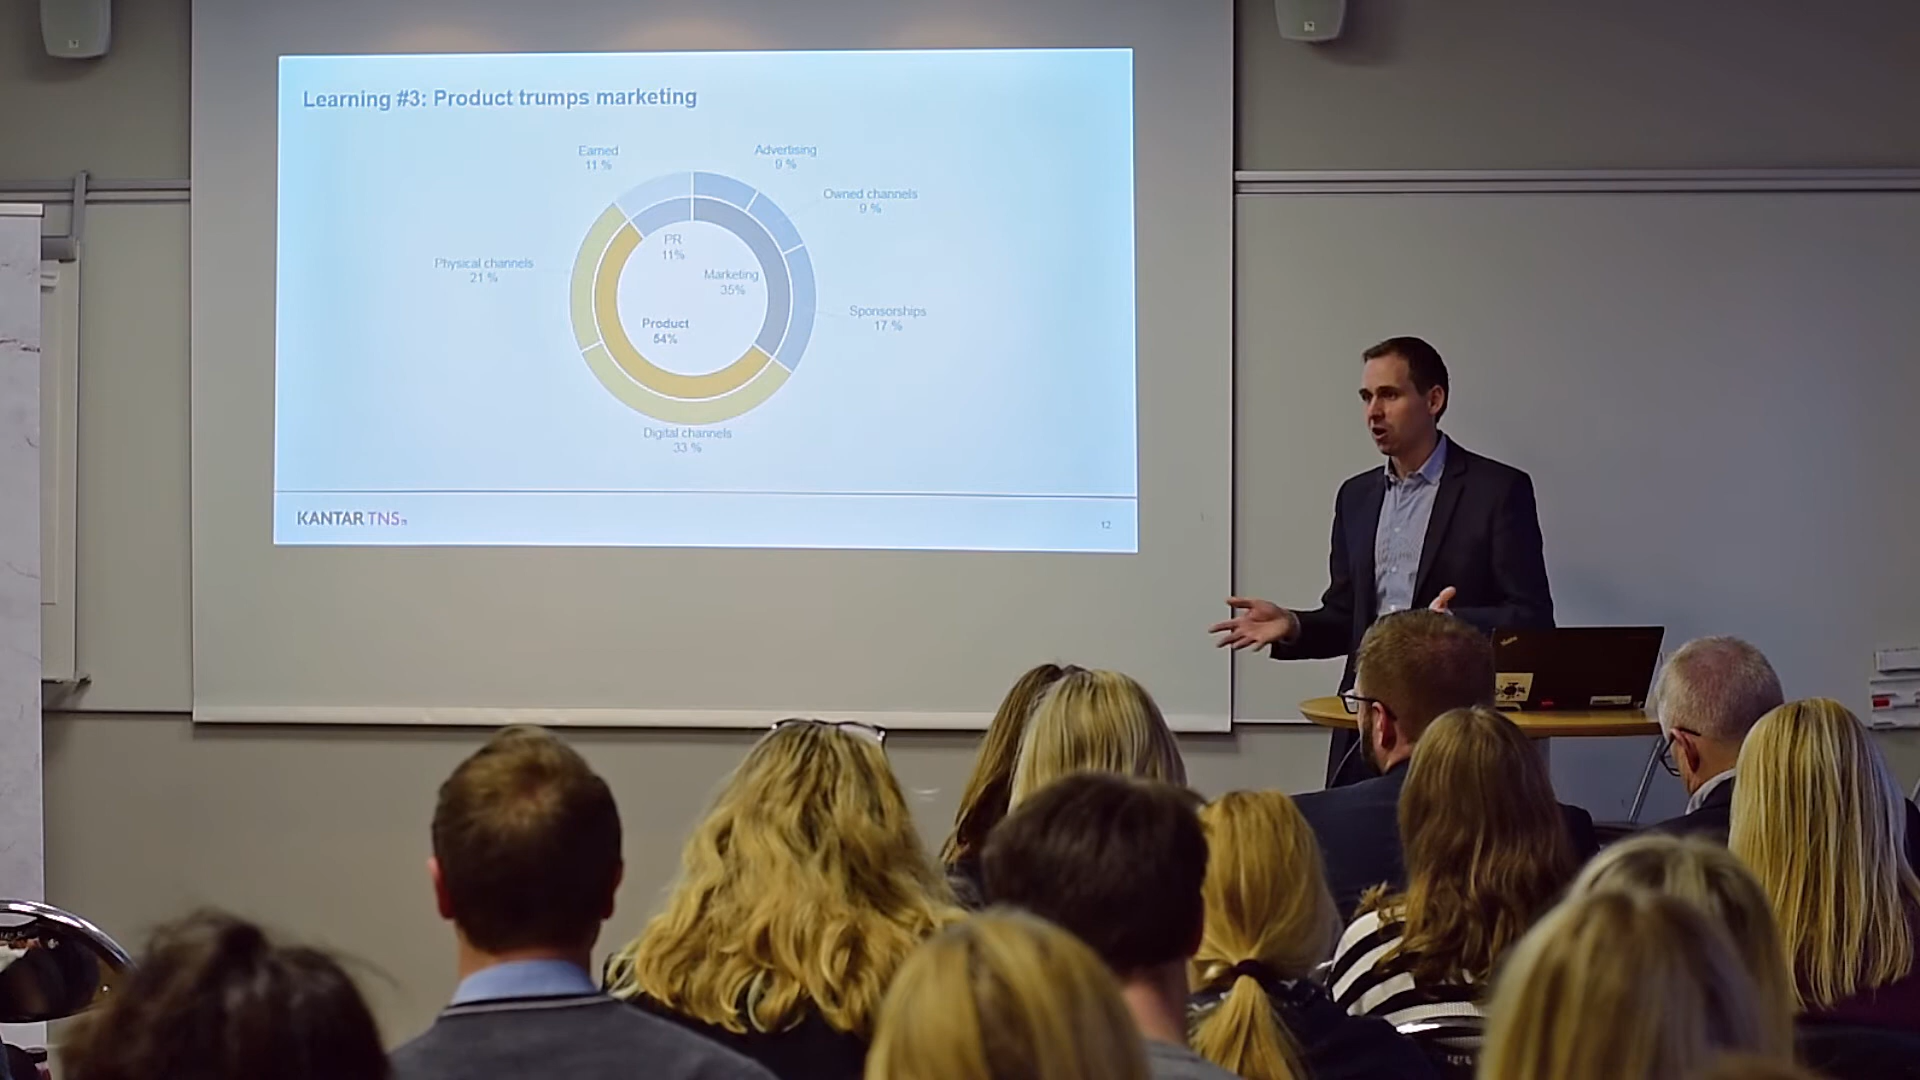 Learning #3: Product trumps marketing
Earned
11 %
Advertising
9 %
Owned channels
9 %
PR
11%
Physical channels
21 %
Marketing
35%
Sponsorships
17 %
Product
54%
Digital channels
33 %
KANTAR TNS
12